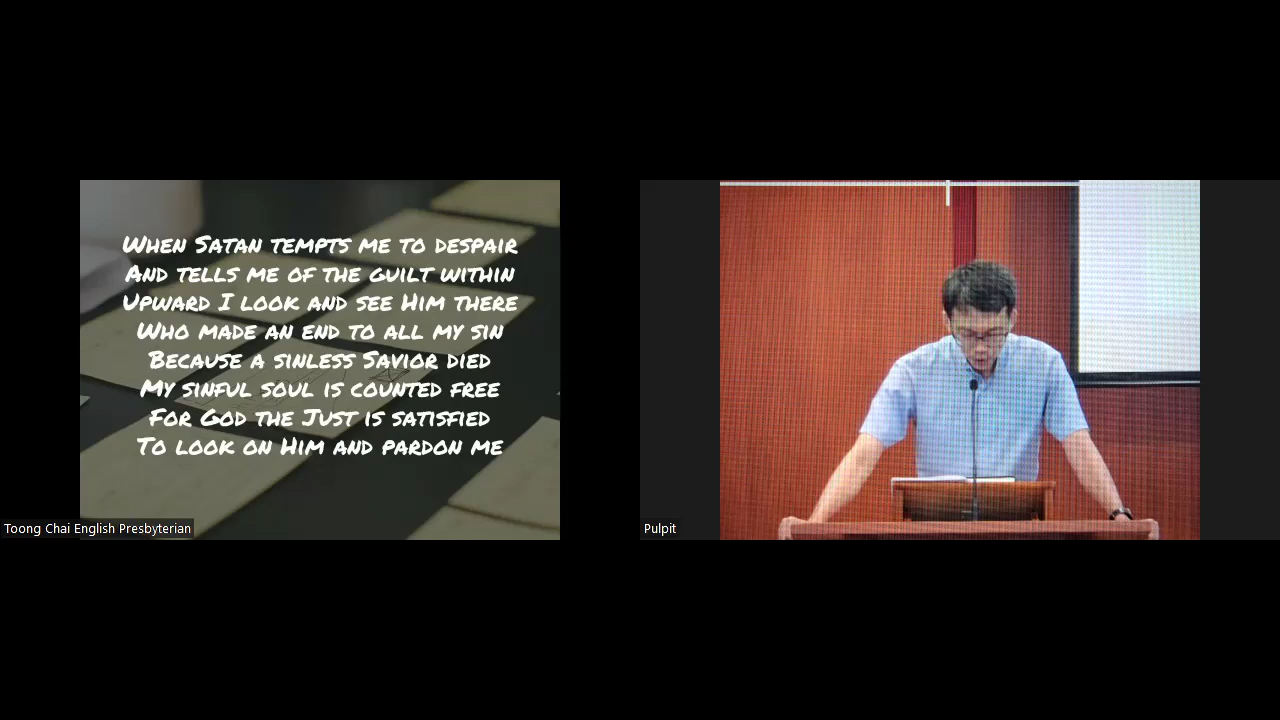 When Satan tempts me to despair
And tells me of the guilt within
Upward I look and see Him there
Who made an end to all my sin
Because a sinless Savior died
My sinful soul is counted free
For God the Just is satisfied
To look on Him and pardon me
Toong Chai English Presbyterian
Pulpit